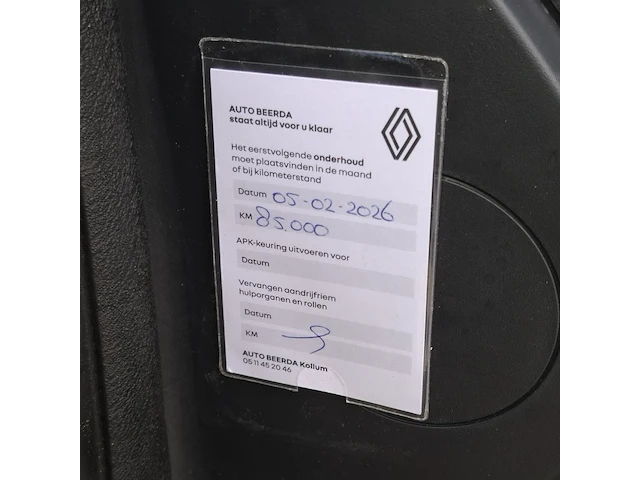 AUTO BEERDA
staat altijd voor u klaar
Het eerstvolgende onderhoud
moet plaatsvinden in de maand
of bij kilometerstand
Datum 05-02-2026
KM 85.000
APK-keuring uitvoeren voor
Datum
Vervangen aandrijfriem
hulporganen en rollen
Datum
KM
AUTO BEERDA Kollum
0511 45 20 46